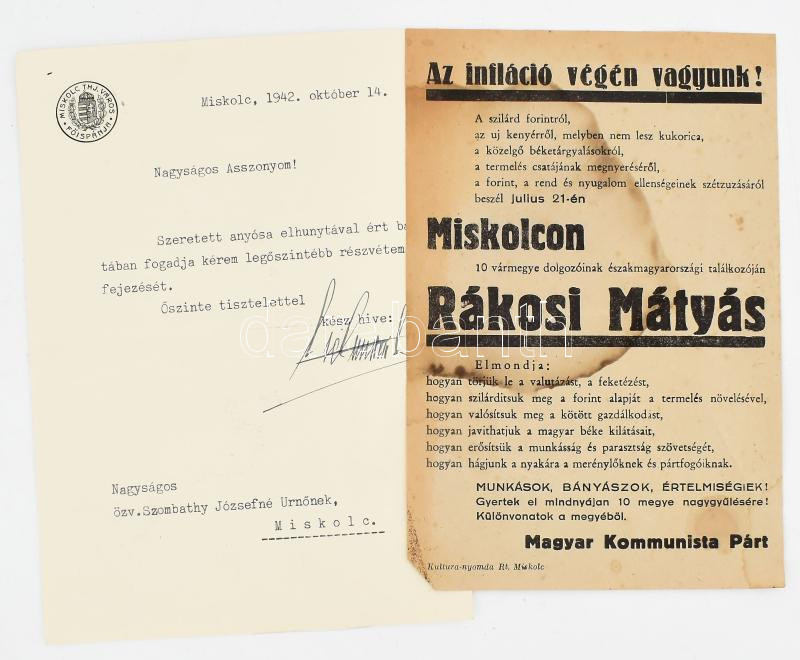 MISKOLC THJ. VÁROS FŐISPÁNJA
Miskolc, 1942. október 14.
Nagyságos Asszonyom!
Szeretett anyósa elhunytával ért
tában fogadja kérem legőszintébb részvétem
fejezését.
Őszinte tisztelettel
kész hive:
Nagyságos
özv.Szombathy Józsefné Urnőnek,
Miskolc.
Az infláció végén vagyunk!
A szilárd forintról,
az uj kenyérről, melyben nem lesz kukorica,
a közelgő béketárgyalásokról,
a termelés csatájának megnyeréséről,
a forint, a rend és nyugalom ellenségeinek szétzuzásáról
beszél julius 21-én
Miskolcon
10 vármegye dolgozóinak északmagyarországi találkozóján
Rákosi Mátyás
Elmondja:
hogyan törjük le a valutázást, a feketézést,
hogyan szilárditsuk meg a forint alapját a termelés növelésével,
hogyan valósítsuk meg a kötött gazdálkodást,
hogyan javithatjuk a magyar béke kilátásait,
hogyan erősítsük a munkásság és parasztság szövetségét,
hogyan hágjunk a nyakára a merénylőknek és pártfogóiknak.
MUNKÁSOK, BÁNYÁSZOK, ÉRTELMISÉGIEK!
Gyertek el mindnyájan 10 megye nagygyűlésére!
Különvonatok a megyéből.
Magyar Kommunista Párt
Kultura-nyomda Rt. Miskolc